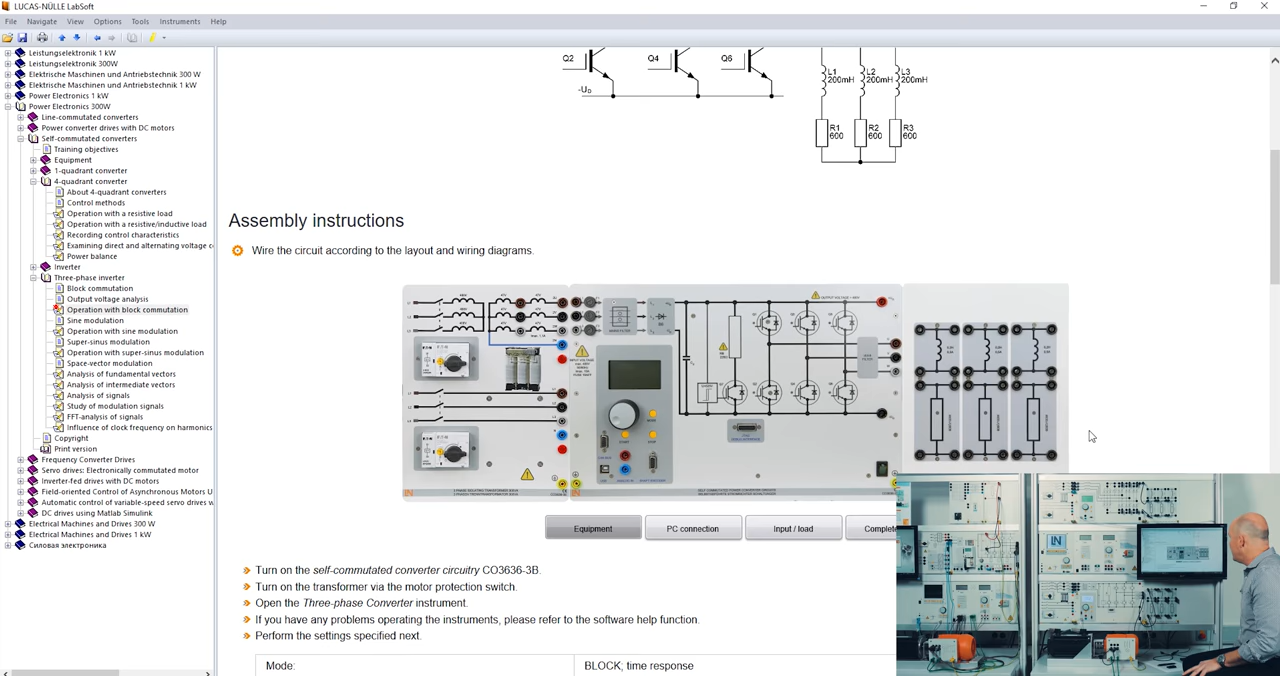 LUCAS-NÜLLE LabSoft
File Navigate View Options Tools Instruments Help
Leistungselektronik 1 kW
Leistungselektronik 300W
Elektrische Maschinen und Antriebstechnik 300 W
Elektrische Maschinen und Antriebstechnik 1 kW
Power Electronics 1 kW
Power Electronics 300W
Line-commutated converters
Power converter drives with DC motors
Self-commutated converters
Training objectives
Equipment
1-quadrant converter
4-quadrant converter
About 4-quadrant converters
Control methods
Operation with a resistive load
Operation with a resistive/inductive load
Recording control characteristics
Examining direct and alternating voltage c
Power balance
Inverter
Three-phase inverter
Block commutation
Output voltage analysis
Operation with block commutation
Sine modulation
Operation with sine modulation
Super-sinus modulation
Operation with super-sinus modulation
Space-vector modulation
Analysis of fundamental vectors
Analysis of intermediate vectors
Analysis of signals
Study of modulation signals
FFT-analysis of signals
Influence of clock frequency on harmonics
Copyright
Print version
Frequency Converter Drives
Servo drives: Electronically commutated motor
Inverter-fed drives with DC motors
Field-oriented Control of Asynchronous Motors U
Automatic control of variable-speed servo drives w
DC drives using Matlab Simulink
Electrical Machines and Drives 300 W
Electrical Machines and Drives 1 kW
Силовая электроника
Q2 Q4 Q6
-U₀
L1 L2 L3
200mH 200mH 200mH
R1 R2 R3
600 600 600
Assembly instructions
Wire the circuit according to the layout and wiring diagrams.
Equipment PC connection Input / load Complete
Turn on the self-commutated converter circuitry CO3636-3B.
Turn on the transformer via the motor protection switch.
Open the Three-phase Converter instrument.
If you have any problems operating the instruments, please refer to the software help function.
Perform the settings specified next.
Mode: BLOCK; time response